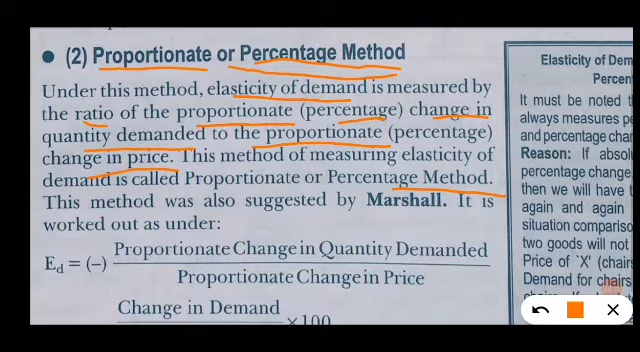 • (2) Proportionate or Percentage Method
Under this method, elasticity of demand is measured by
the ratio of the proportionate (percentage) change in
quantity demanded to the proportionate (percentage)
change in price. This method of measuring elasticity of
demand is called Proportionate or Percentage Method.
This method was also suggested by Marshall. It is
worked out as under:
E_d = (–) Proportionate Change in Quantity Demanded
Proportionate Change in Price
Change in Demand
×100
Elasticity of Dem
Percen
It must be noted
always measures pe
and percentage cha
Reason: If absol
percentage change
then we will have
again and again
situation compariso
two goods will not
Price of `X' (chairs
Demand for chairs